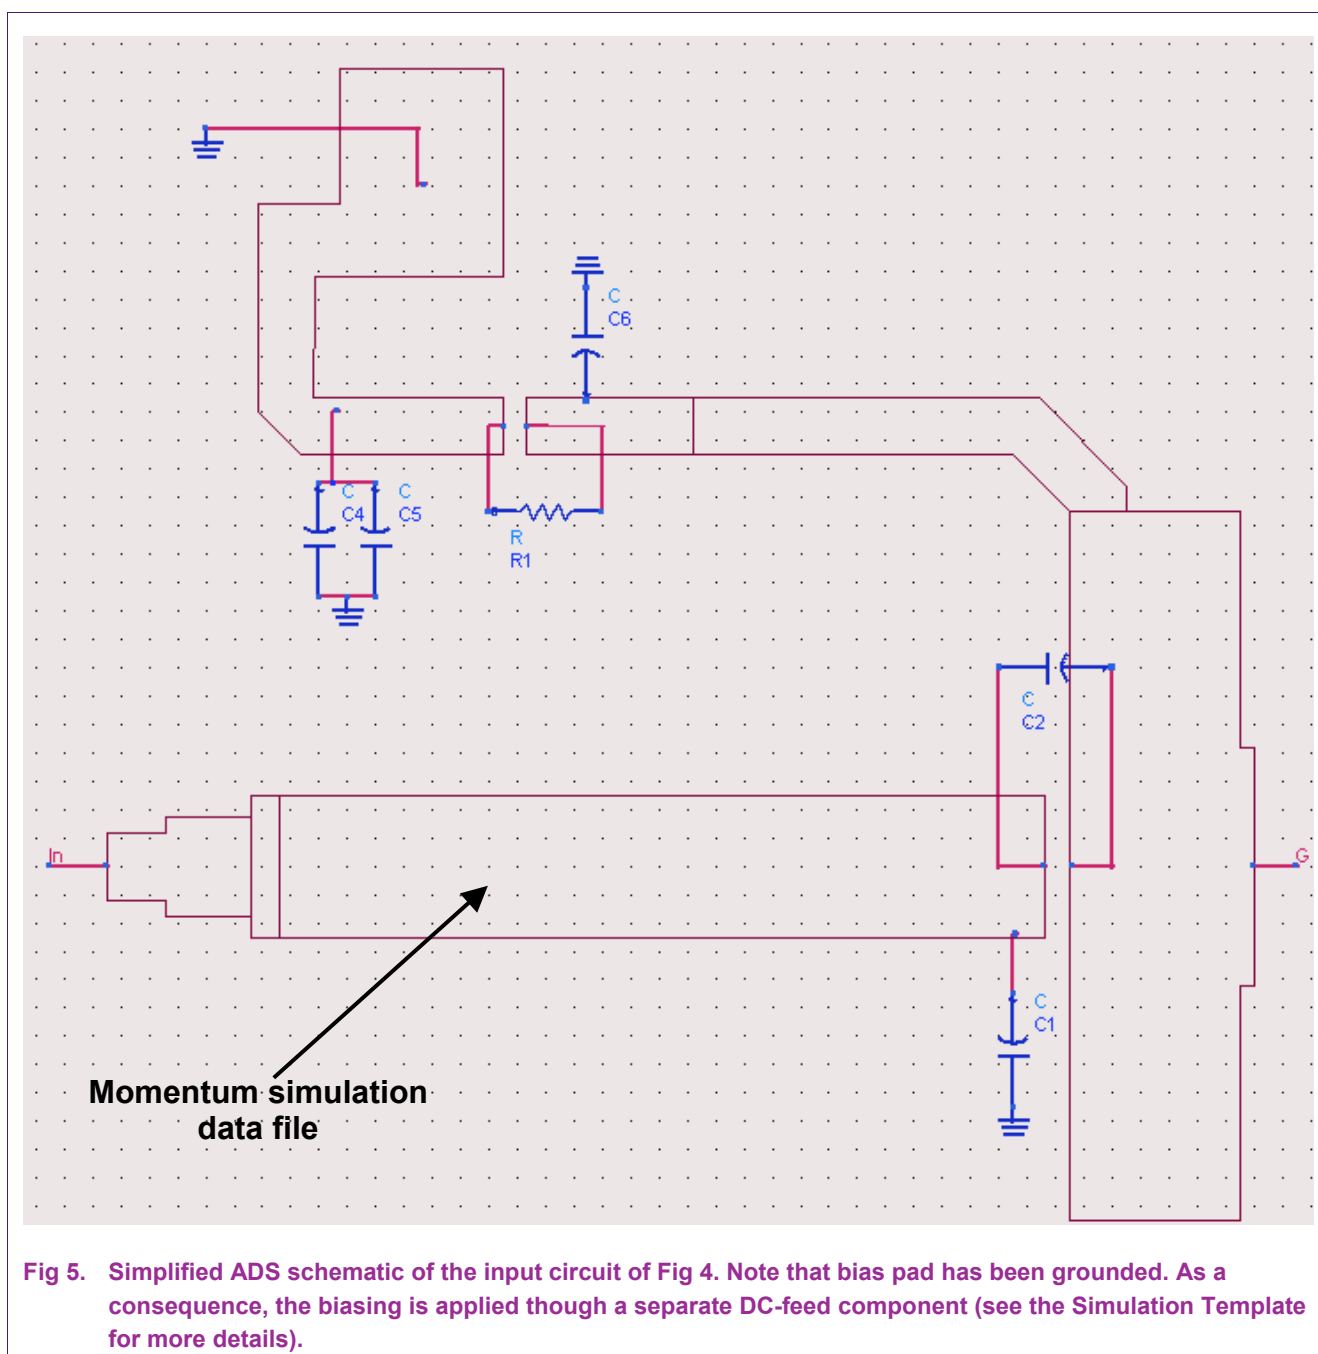 C
C6
C
C4
C
C5
R
R1
C
C2
In
G
C
C1
Momentum simulation
data file
Fig 5. Simplified ADS schematic of the input circuit of Fig 4. Note that bias pad has been grounded. As a
consequence, the biasing is applied though a separate DC-feed component (see the Simulation Template
for more details).